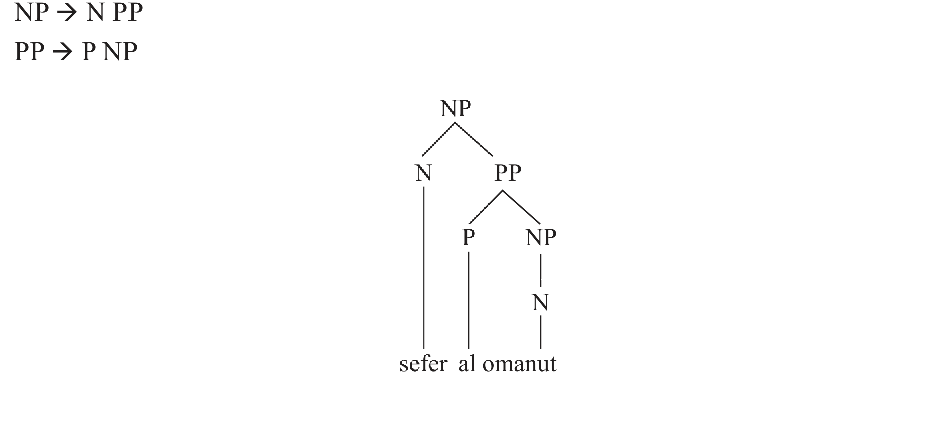 NP → N PP
PP → P NP
NP
N PP
P NP
N
sefer al omanut